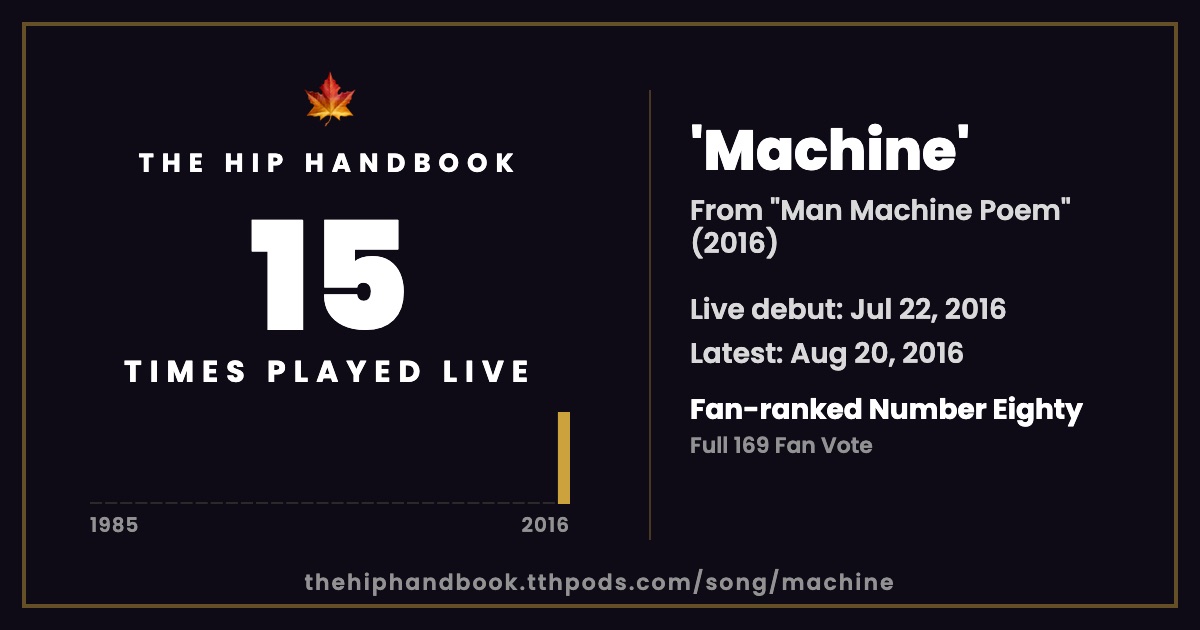 THE HIP HANDBOOK
15
TIMES PLAYED LIVE
1985
2016
'Machine'
From "Man Machine Poem"
(2016)
Live debut: Jul 22, 2016
Latest: Aug 20, 2016
Fan-ranked Number Eighty
Full 169 Fan Vote
thehiphandbook.tthpods.com/song/machine